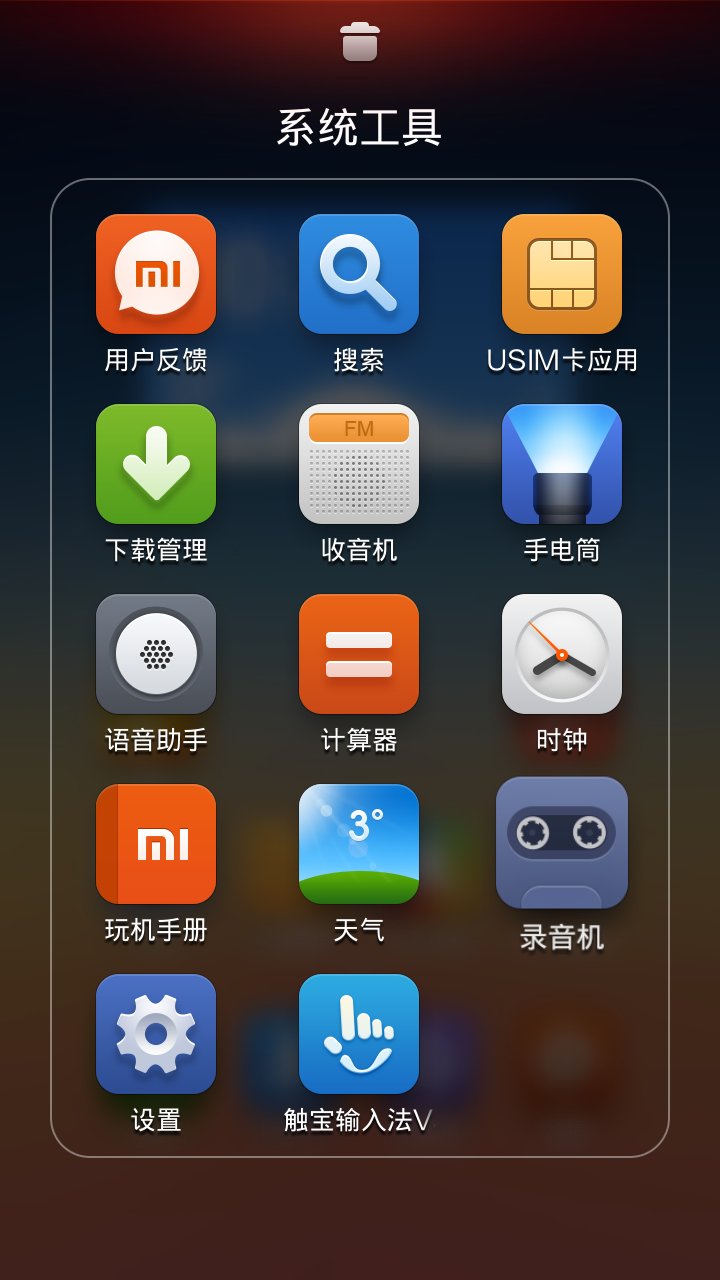 系统工具
用户反馈
搜索
USIM卡应用
FM
下载管理
收音机
手电筒
语音助手
计算器
时钟
mi
mi
3°
玩机手册
天气
录音机
设置
触宝输入法V